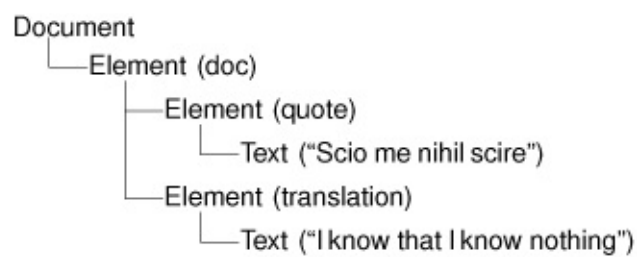 Document
Element (doc)
Element (quote)
Text (“Scio me nihil scire”)
Element (translation)
Text (“I know that I know nothing”)